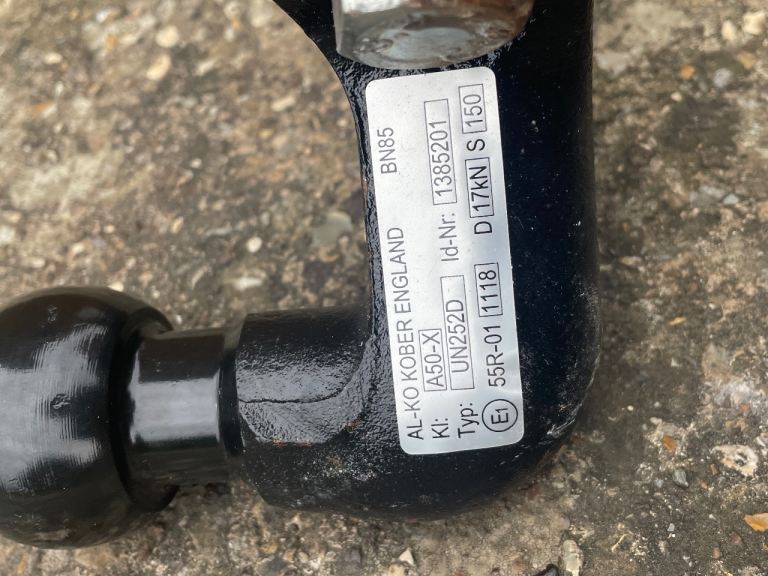 AL-KO KOBER ENGLAND BN85
Kl: A50-X
Typ: UN252D Id-Nr: 1385201
E1 55R-01 1118 D 17kN S 150